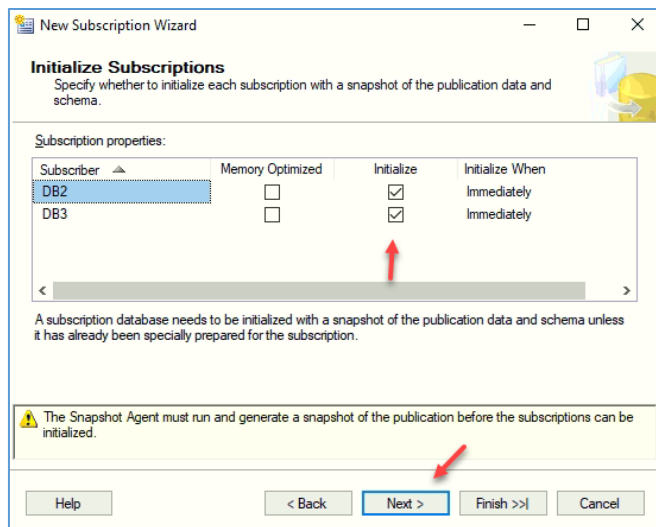 New Subscription Wizard
Initialize Subscriptions
Specify whether to initialize each subscription with a snapshot of the publication data and
schema.
Subscription properties:
Subscriber Memory Optimized Initialize Initialize When
DB2 Immediately
DB3 Immediately
A subscription database needs to be initialized with a snapshot of the publication data and schema unless
it has already been specially prepared for the subscription.
The Snapshot Agent must run and generate a snapshot of the publication before the subscriptions can be
initialized.
Help < Back Next > Finish >>| Cancel